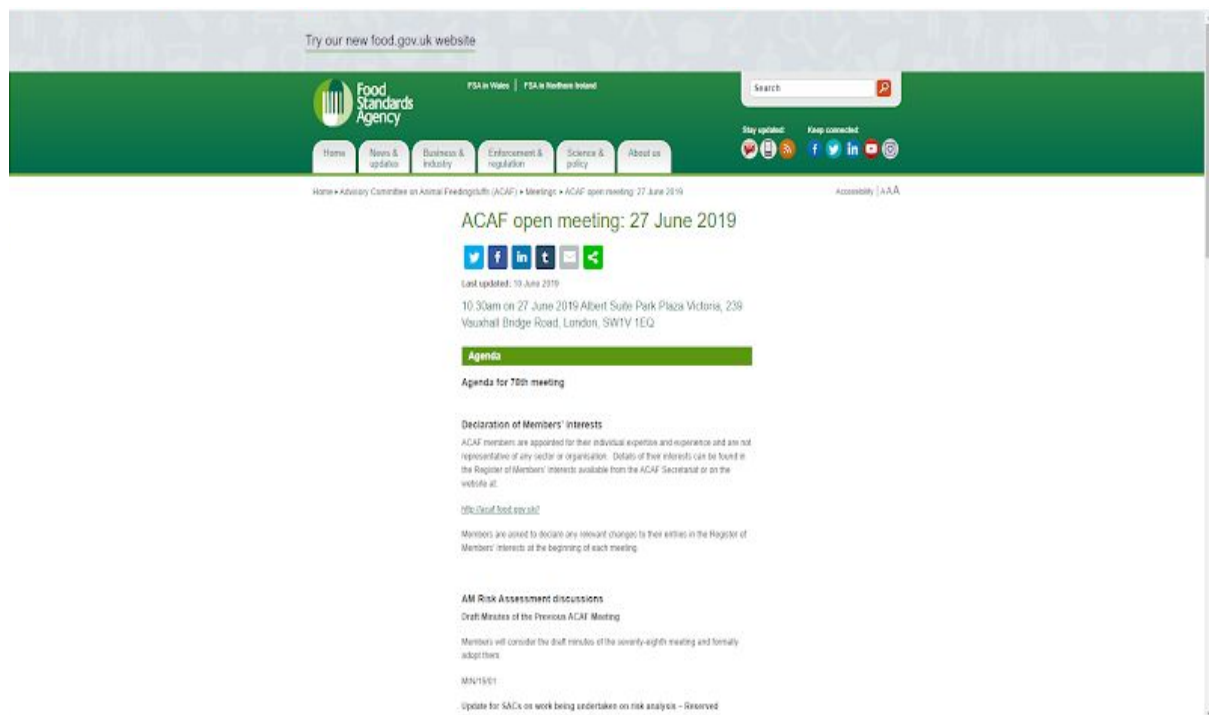 Try our new food.gov.uk website
Food
Standards
Agency
FSA in Wales | FSA in Northern Ireland
Search
Stay updated: Keep connected:
Home
News &
updates
Business &
industry
Enforcement &
regulation
Science &
policy
About us
Home ▸ Advisory Committee on Animal Feedingstuffs (ACAF) ▸ Meetings ▸ ACAF open meeting: 27 June 2019
Accessibility | A A A
ACAF open meeting: 27 June 2019
Last updated: 10 June 2019
10.30am on 27 June 2019 Albert Suite Park Plaza Victoria, 239
Vauxhall Bridge Road, London, SW1V 1EQ
Agenda
Agenda for 78th meeting
Declaration of Members' Interests
ACAF members are appointed for their individual expertise and experience and are not
representative of any sector or organisation. Details of their interests can be found in
the Register of Members' Interests available from the ACAF Secretariat or on the
website at:
http://acaf.food.gov.uk/
Members are asked to declare any relevant changes to their entries in the Register of
Members' Interests at the beginning of each meeting
AM Risk Assessment discussions
Draft Minutes of the Previous ACAF Meeting
Members will consider the draft minutes of the seventy-eighth meeting and formally
adopt them
MIN/19/01
Update for SACs on work being undertaken on risk analysis – Reserved